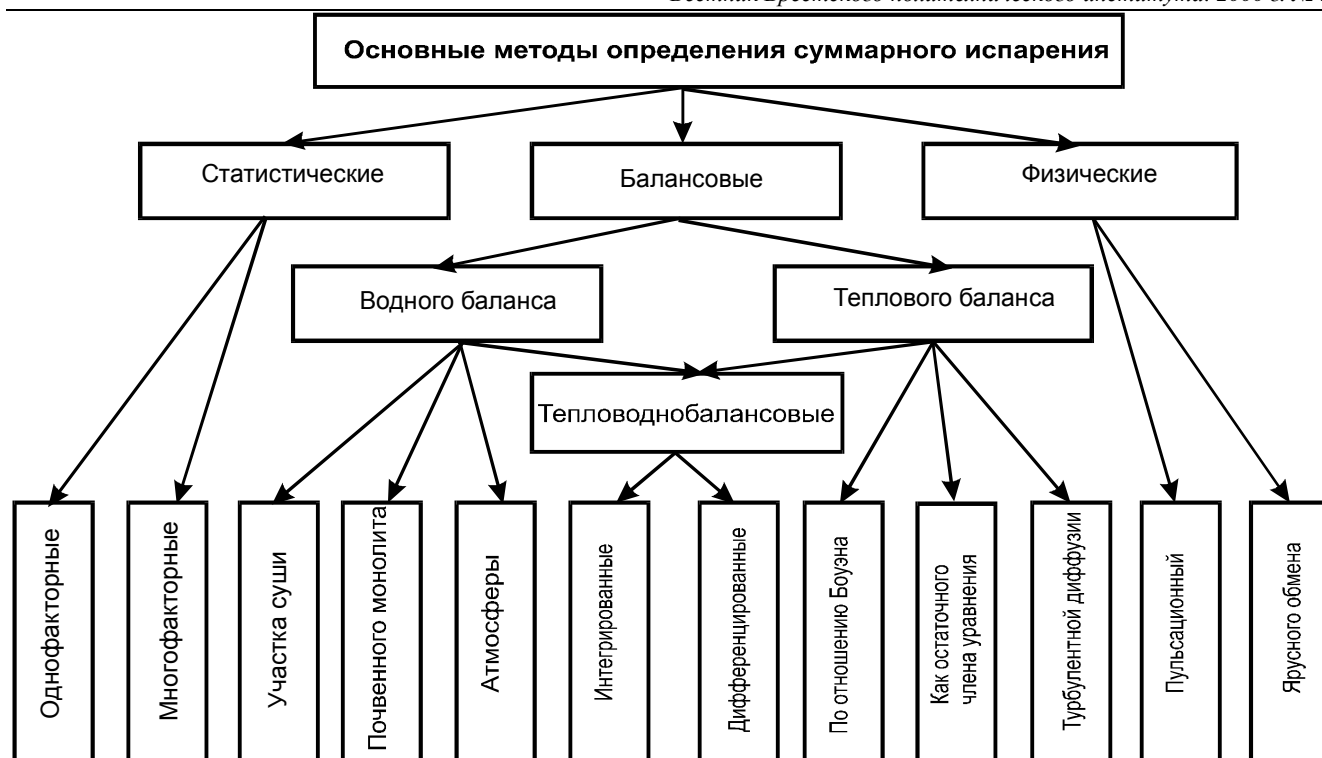 Основные методы определения суммарного испарения
Статистические
Балансовые
Физические
Водного баланса
Теплового баланса
Тепловоднобалансовые
Однофакторные
Многофакторные
Участка суши
Почвенного монолита
Атмосферы
Интегрированные
Дифференцированные
По отношению Боуэна
Как остаточного
члена уравнения
Турбулентной диффузии
Пульсационный
Ярусного обмена